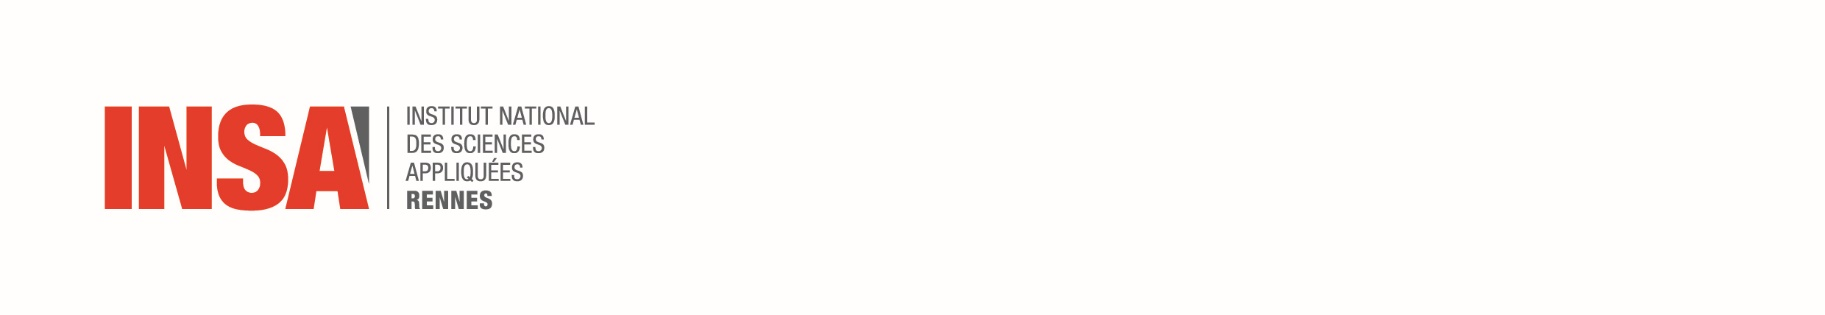 INSA
INSTITUT NATIONAL
DES SCIENCES
APPLIQUÉES
RENNES